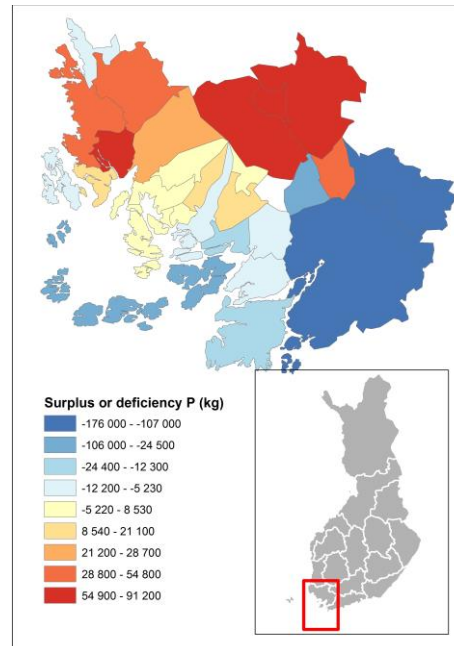 Surplus or deficiency P (kg)
-176 000 - -107 000
-106 000 - -24 500
-24 400 - -12 300
-12 200 - -5 230
-5 220 - 8 530
8 540 - 21 100
21 200 - 28 700
28 800 - 54 800
54 900 - 91 200